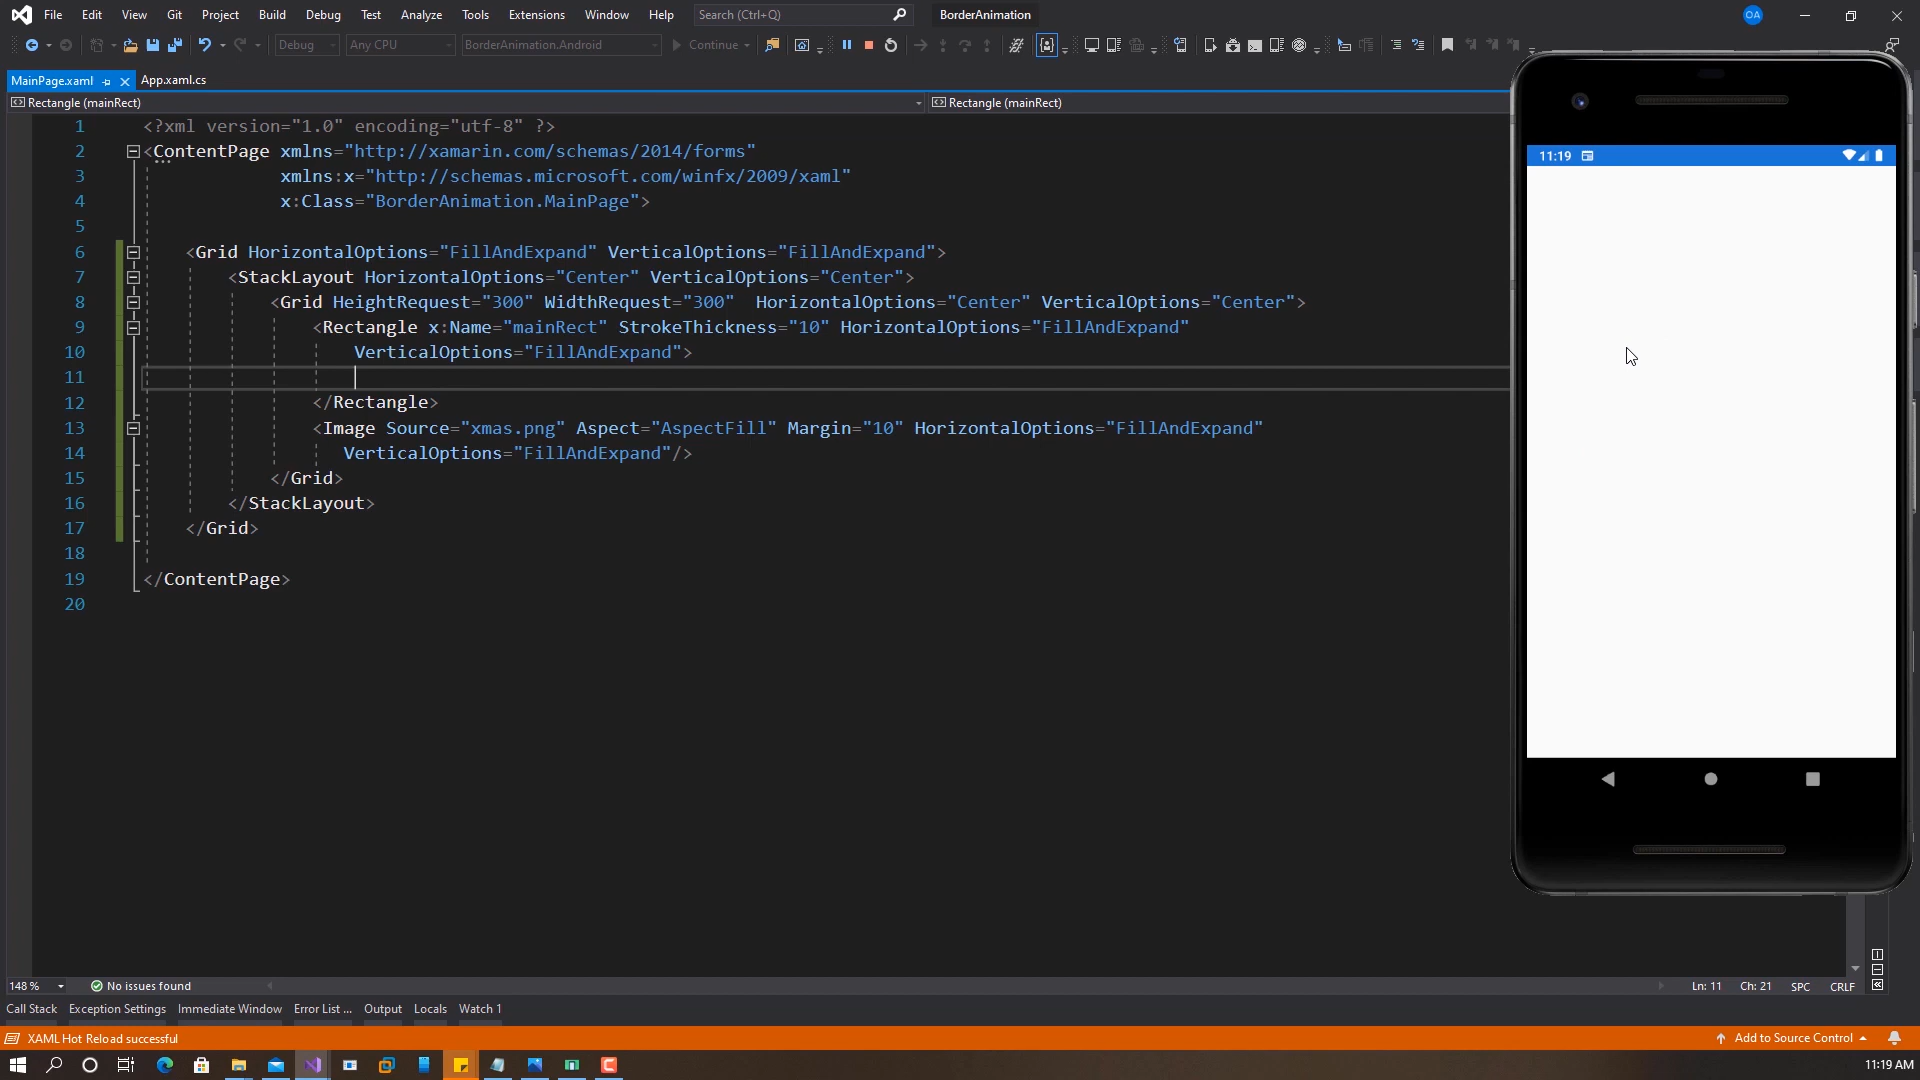 File Edit View Git Project Build Debug Test Analyze Tools Extensions Window Help Search (Ctrl+Q) BorderAnimation OA
Debug Any CPU BorderAnimation.Android Continue
MainPage.xaml App.xaml.cs
Rectangle (mainRect) Rectangle (mainRect)
1 <?xml version="1.0" encoding="utf-8" ?>
2 <ContentPage xmlns="http://xamarin.com/schemas/2014/forms"
3 xmlns:x="http://schemas.microsoft.com/winfx/2009/xaml"
4 x:Class="BorderAnimation.MainPage">
5
6 <Grid HorizontalOptions="FillAndExpand" VerticalOptions="FillAndExpand">
7 <StackLayout HorizontalOptions="Center" VerticalOptions="Center">
8 <Grid HeightRequest="300" WidthRequest="300" HorizontalOptions="Center" VerticalOptions="Center">
9 <Rectangle x:Name="mainRect" StrokeThickness="10" HorizontalOptions="FillAndExpand"
10 VerticalOptions="FillAndExpand">
11
12 </Rectangle>
13 <Image Source="xmas.png" Aspect="AspectFill" Margin="10" HorizontalOptions="FillAndExpand"
14 VerticalOptions="FillAndExpand"/>
15 </Grid>
16 </StackLayout>
17 </Grid>
18
19 </ContentPage>
20
11:19
148 % No issues found Ln: 11 Ch: 21 SPC CRLF
Call Stack Exception Settings Immediate Window Error List ... Output Locals Watch 1
XAML Hot Reload successful Add to Source Control
11:19 AM